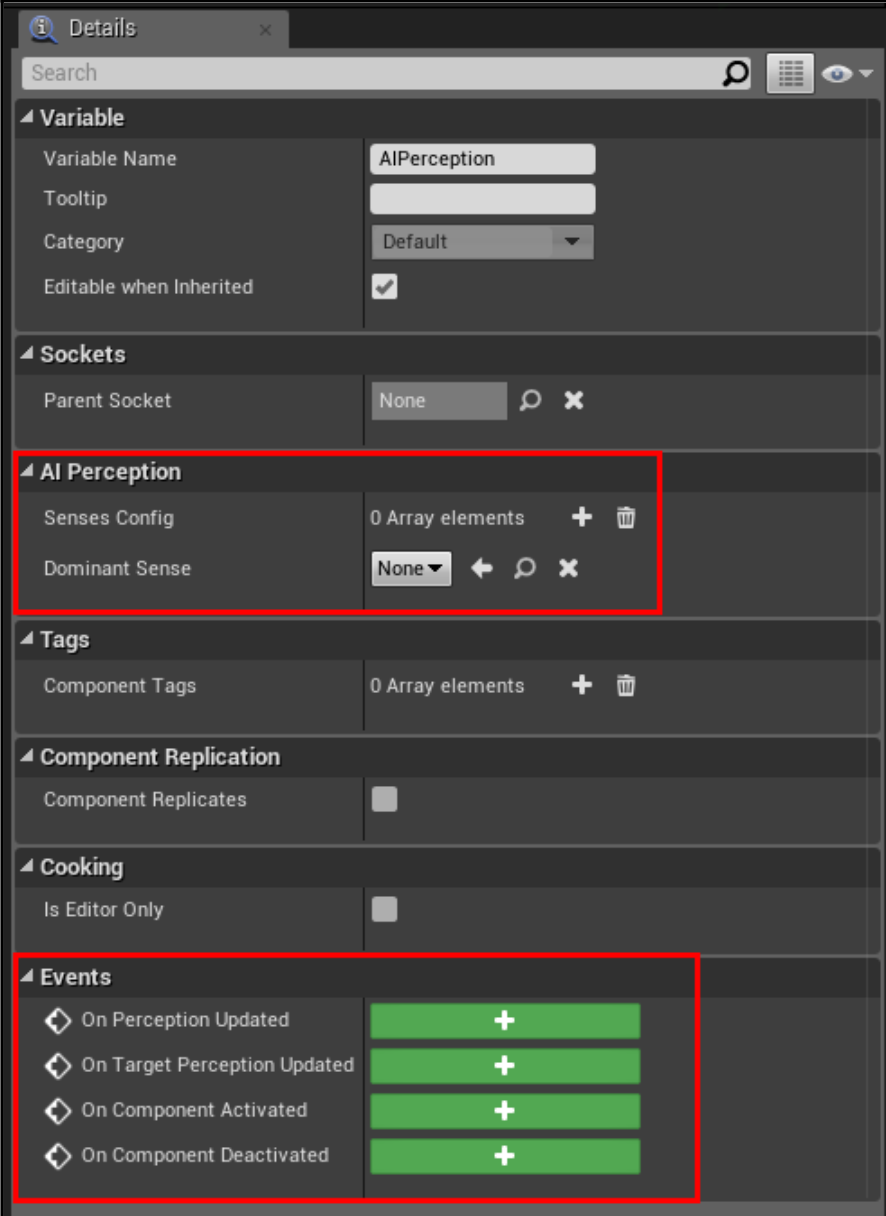 Details
Search
Variable
Variable Name AIPerception
Tooltip
Category Default
Editable when Inherited
Sockets
Parent Socket None
AI Perception
Senses Config 0 Array elements
Dominant Sense None
Tags
Component Tags 0 Array elements
Component Replication
Component Replicates
Cooking
Is Editor Only
Events
On Perception Updated
On Target Perception Updated
On Component Activated
On Component Deactivated